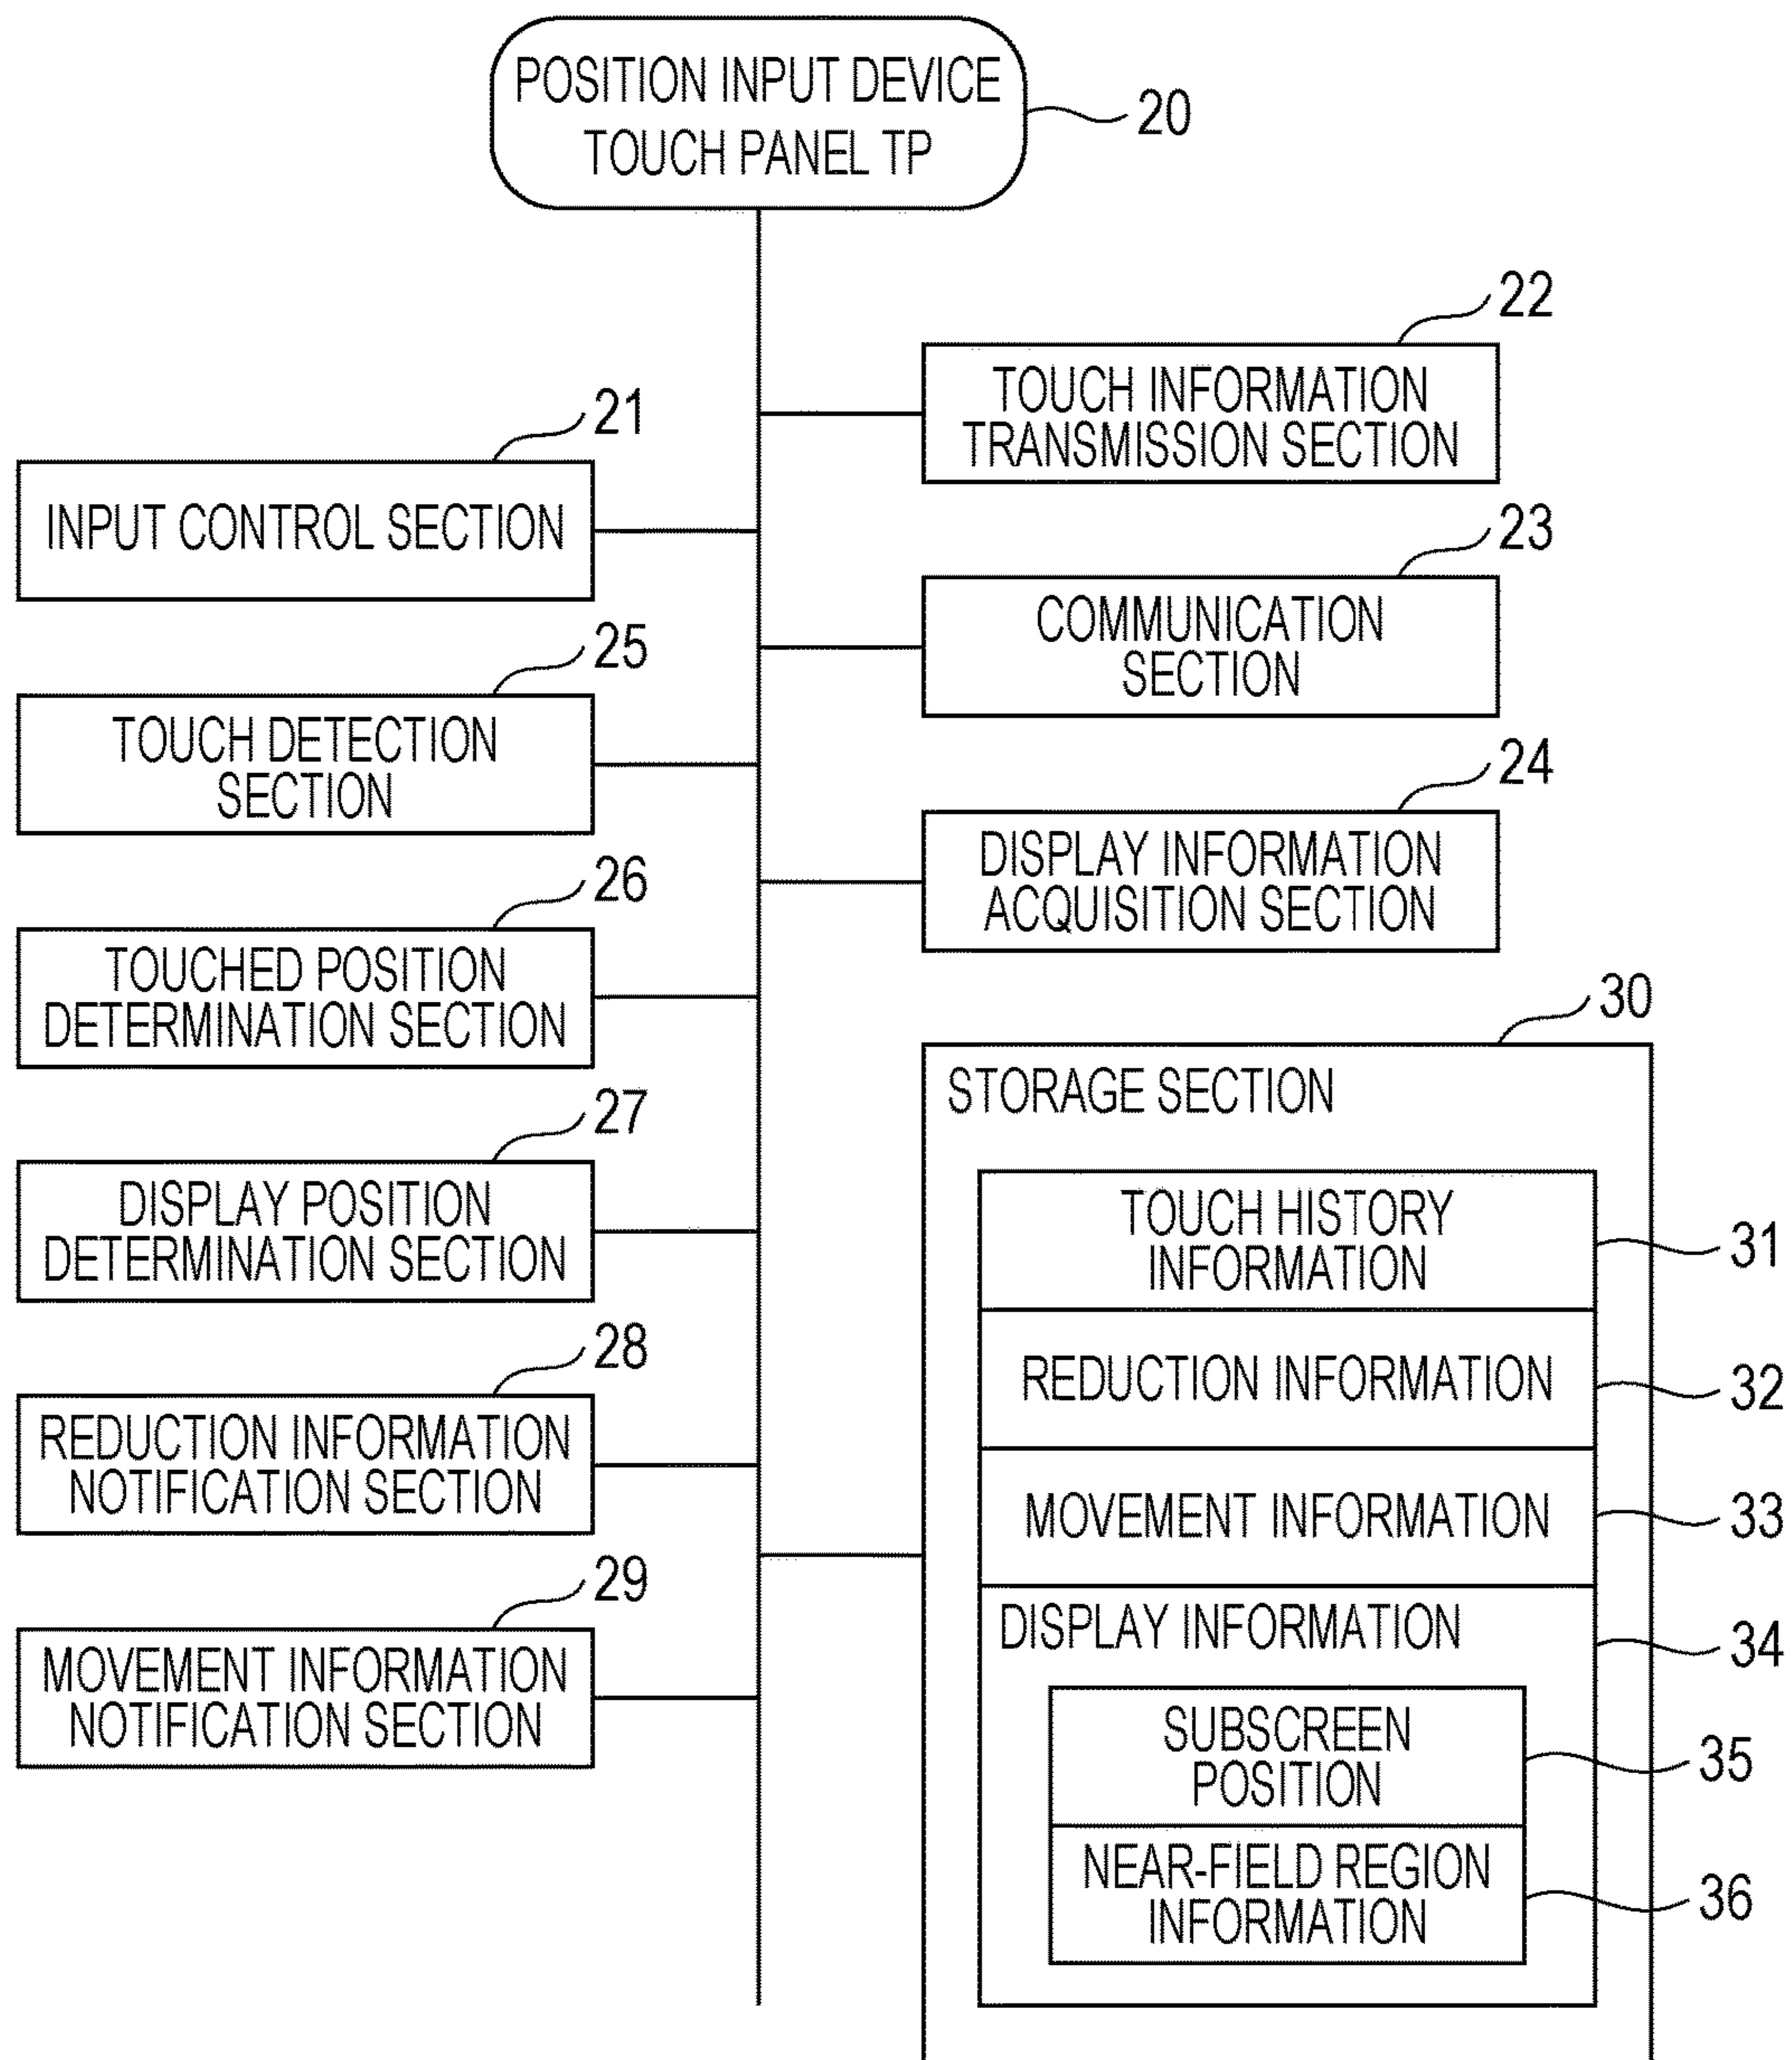 POSITION INPUT DEVICE
TOUCH PANEL TP
20
22
TOUCH INFORMATION
TRANSMISSION SECTION
21
INPUT CONTROL SECTION
23
COMMUNICATION
SECTION
25
TOUCH DETECTION
SECTION
24
DISPLAY INFORMATION
ACQUISITION SECTION
26
TOUCHED POSITION
DETERMINATION SECTION
27
DISPLAY POSITION
DETERMINATION SECTION
28
REDUCTION INFORMATION
NOTIFICATION SECTION
29
MOVEMENT INFORMATION
NOTIFICATION SECTION
30
STORAGE SECTION
TOUCH HISTORY
INFORMATION
31
REDUCTION INFORMATION
32
MOVEMENT INFORMATION
33
DISPLAY INFORMATION
34
SUBSCREEN
POSITION
35
NEAR-FIELD REGION
INFORMATION
36